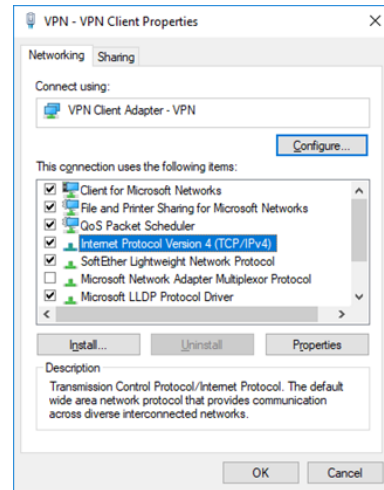 VPN - VPN Client Properties
Networking
Sharing
Connect using:
VPN Client Adapter - VPN
Configure...
This connection uses the following items:
Client for Microsoft Networks
File and Printer Sharing for Microsoft Networks
QoS Packet Scheduler
Internet Protocol Version 4 (TCP/IPv4)
SoftEther Lightweight Network Protocol
Microsoft Network Adapter Multiplexor Protocol
Microsoft LLDP Protocol Driver
Install...
Uninstall
Properties
Description
Transmission Control Protocol/Internet Protocol. The default
wide area network protocol that provides communication
across diverse interconnected networks.
OK
Cancel